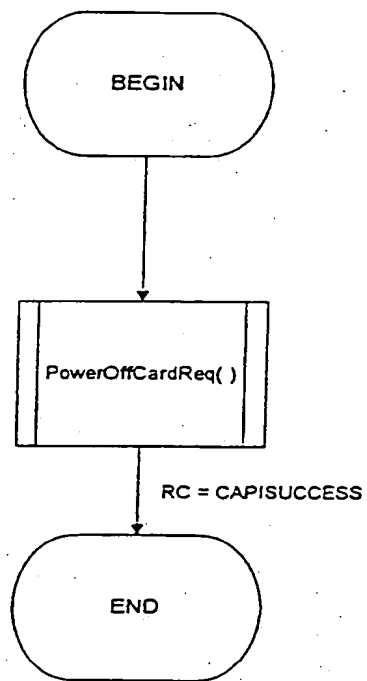 BEGIN
PowerOffCardReq( )
RC = CAPISUCCESS
END